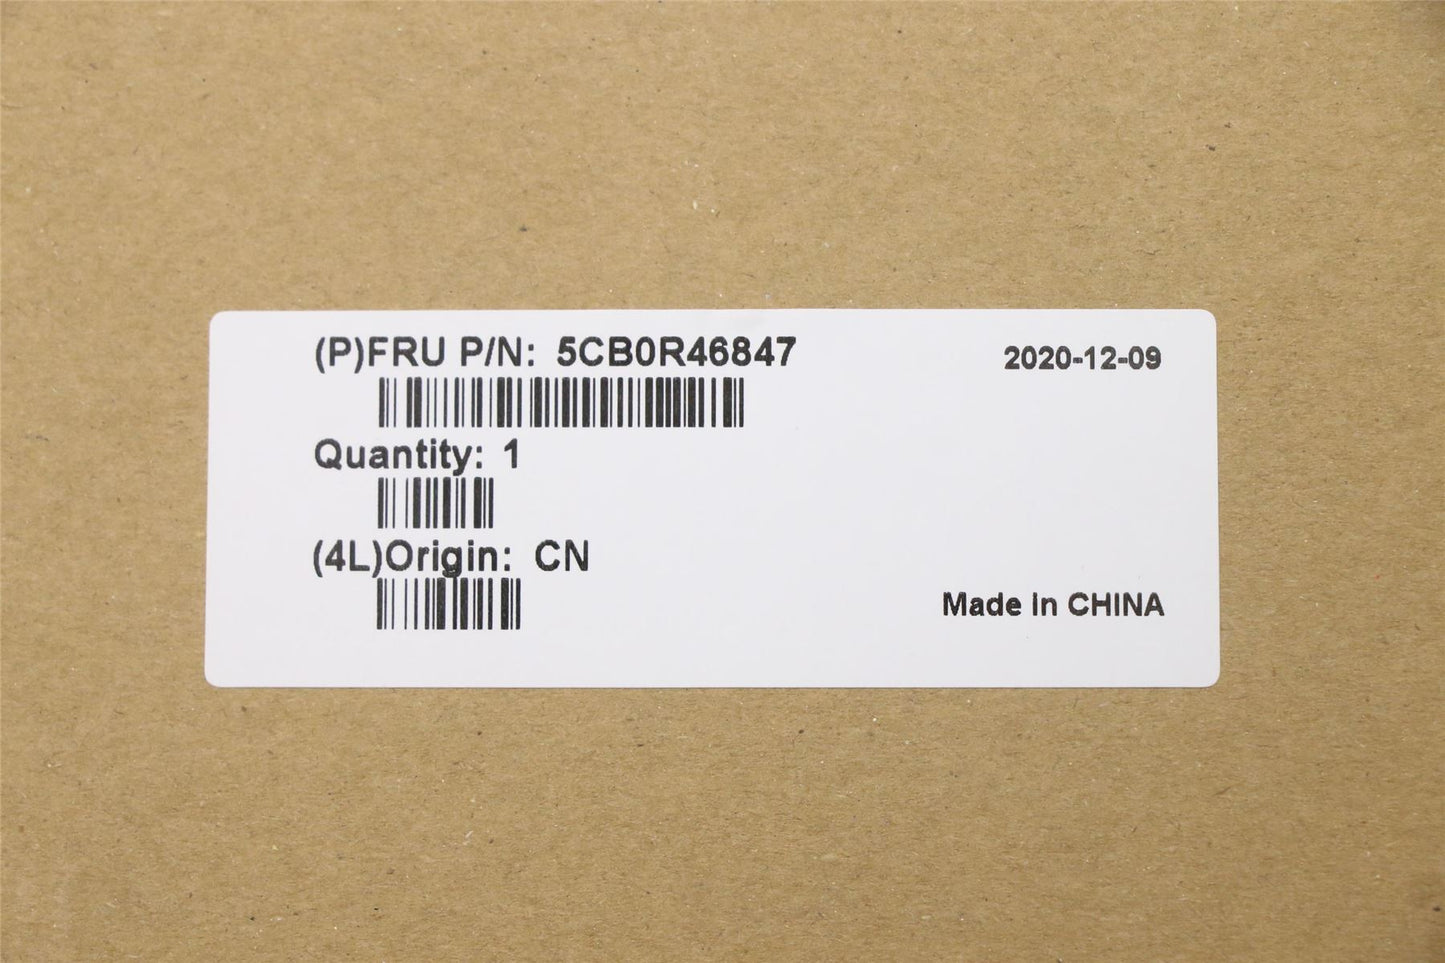 (P)FRU P/N: 5CB0R46847
2020-12-09
Quantity: 1
(4L)Origin: CN
Made in CHINA